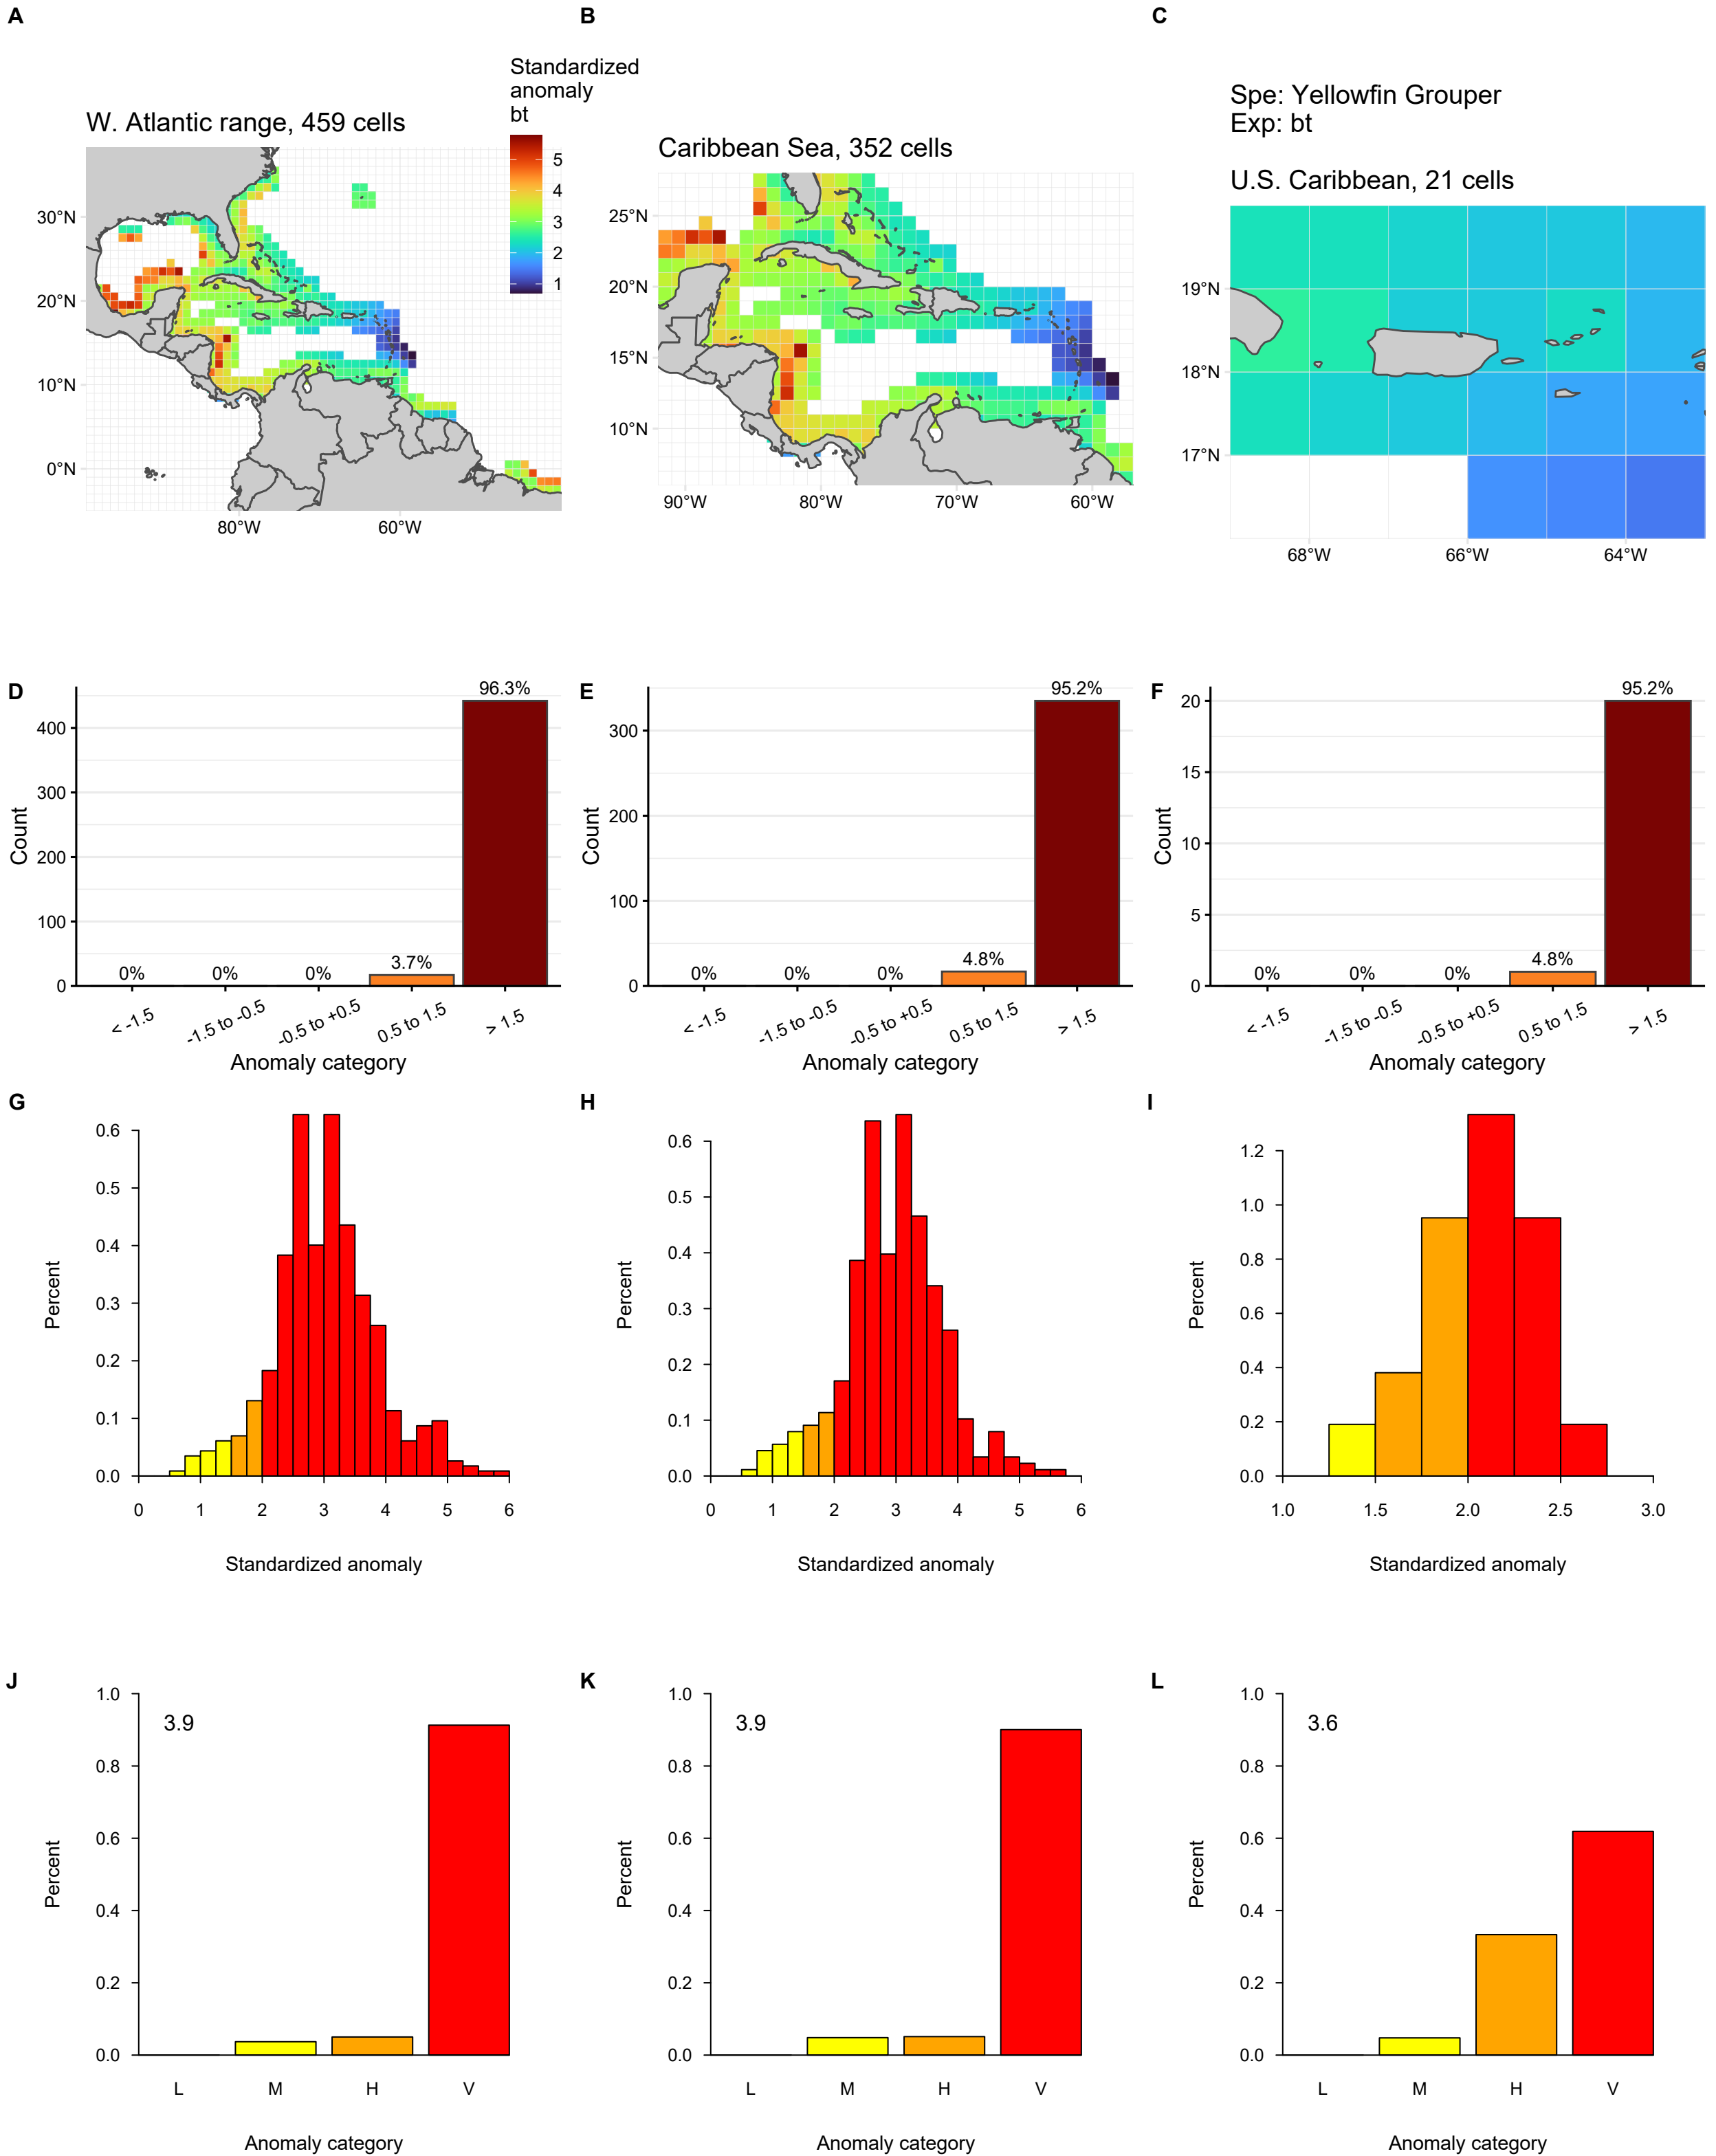 A
B
C
Standardized
anomaly
bt
5
4
3
2
1
W. Atlantic range, 459 cells
30°N
20°N
10°N
0°N
80°W
60°W
Caribbean Sea, 352 cells
25°N
20°N
15°N
10°N
90°W
80°W
70°W
60°W
Spe: Yellowfin Grouper
Exp: bt
U.S. Caribbean, 21 cells
19°N
18°N
17°N
68°W
66°W
64°W
D
Count
400
300
200
100
0
0%
0%
0%
3.7%
96.3%
< -1.5
-1.5 to -0.5
-0.5 to +0.5
0.5 to 1.5
> 1.5
Anomaly category
E
Count
300
200
100
0
0%
0%
0%
4.8%
95.2%
< -1.5
-1.5 to -0.5
-0.5 to +0.5
0.5 to 1.5
> 1.5
Anomaly category
F
Count
20
15
10
5
0
0%
0%
0%
4.8%
95.2%
< -1.5
-1.5 to -0.5
-0.5 to +0.5
0.5 to 1.5
> 1.5
Anomaly category
G
Percent
0.6
0.5
0.4
0.3
0.2
0.1
0.0
0 1 2 3 4 5 6
Standardized anomaly
H
Percent
0.6
0.5
0.4
0.3
0.2
0.1
0.0
0 1 2 3 4 5 6
Standardized anomaly
I
Percent
1.2
1.0
0.8
0.6
0.4
0.2
0.0
1.0 1.5 2.0 2.5 3.0
Standardized anomaly
J
Percent
1.0
0.8
0.6
0.4
0.2
0.0
3.9
L M H V
Anomaly category
K
Percent
1.0
0.8
0.6
0.4
0.2
0.0
3.9
L M H V
Anomaly category
L
Percent
1.0
0.8
0.6
0.4
0.2
0.0
3.6
L M H V
Anomaly category